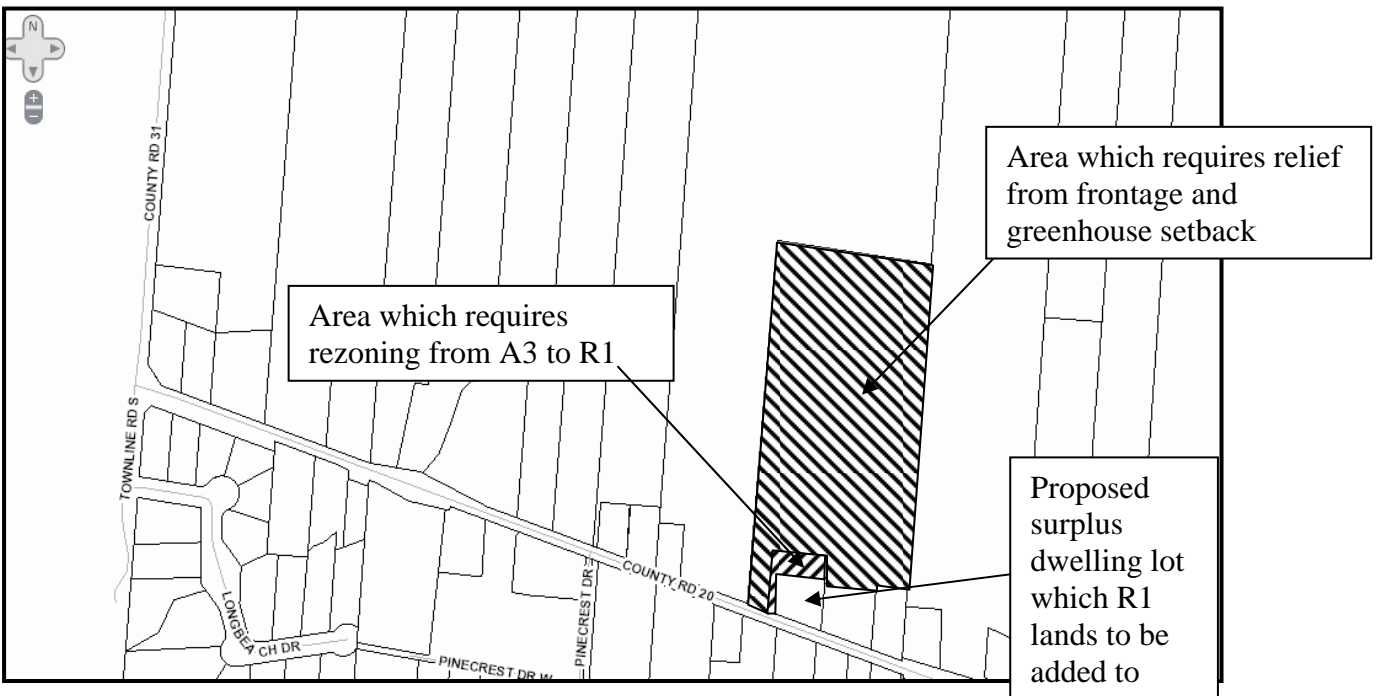 N
COUNTY RD 31
Area which requires relief
from frontage and
greenhouse setback
Area which requires
rezoning from A3 to R1
TOWNLINE RD S
Proposed
surplus
dwelling lot
which R1
lands to be
added to
COUNTY RD 20
PINECREST DR
LONGBEACH DR
PINECREST DR W